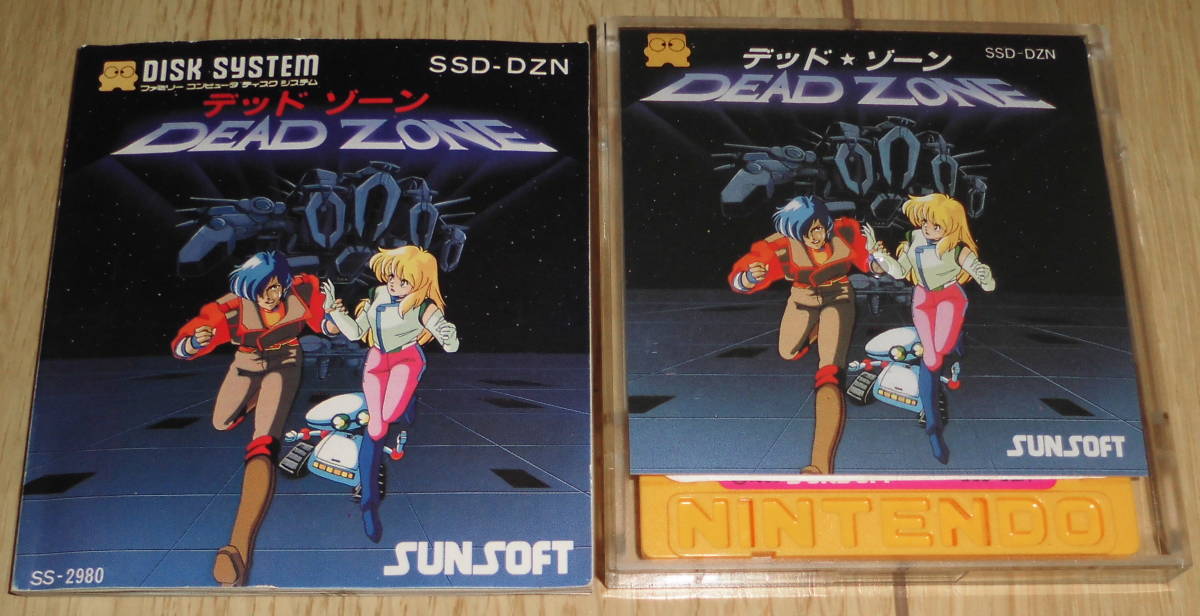 DISK SYSTEM
ファミリー コンピュータ ディスク システム
SSD-DZN
デッド ゾーン
DEAD ZONE
SUNSOFT
SS-2980
デッド★ゾーン
SSD-DZN
DEAD ZONE
SUNSOFT
SUNSOFT
NINTENDO